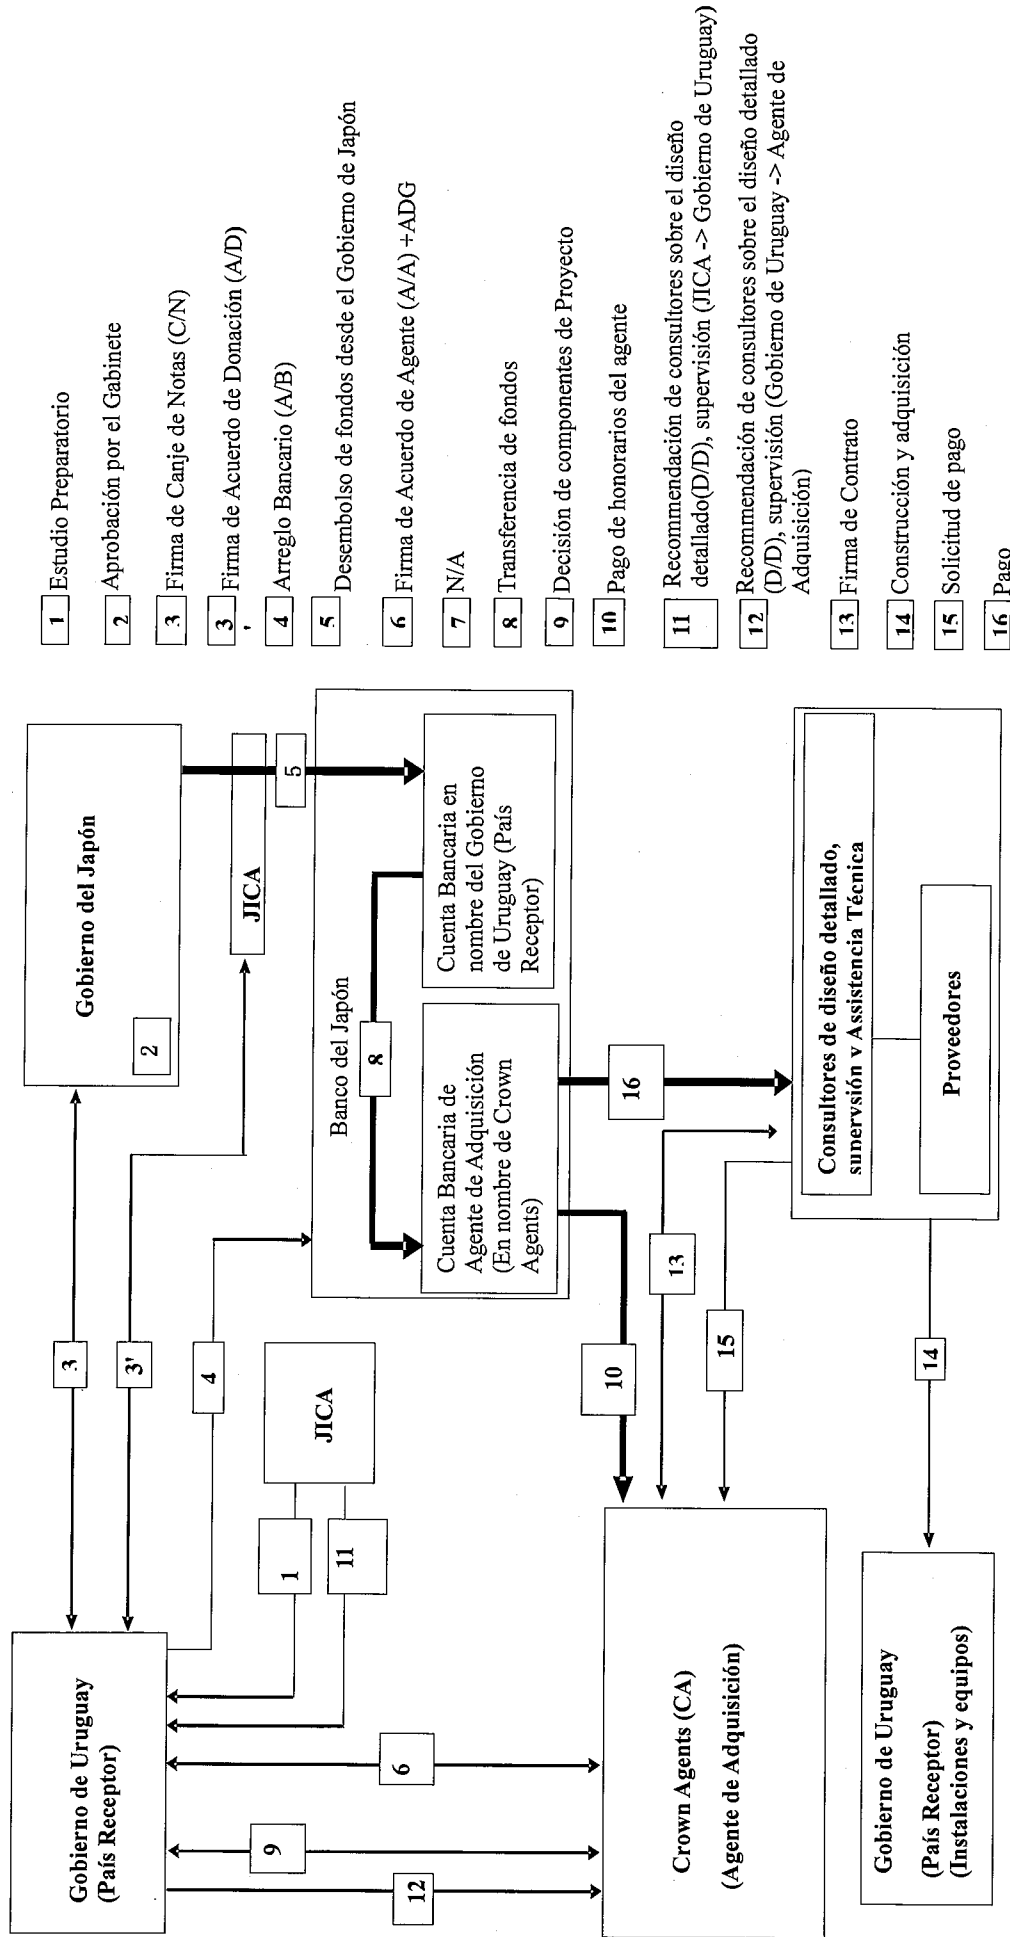 Gobierno de Uruguay
(País Receptor)
3
3'
4
Gobierno del Japón
2
JICA
5
1
11
JICA
Banco del Japón
8
Cuenta Bancaria de
Agente de Adquisición
(En nombre de Crown
Agents)
Cuenta Bancaria en
nombre del Gobierno
de Uruguay (País
Receptor)
12
9
6
10
16
13
15
Crown Agents (CA)
(Agente de Adquisición)
Consultores de diseño detallado,
supervsión y Assistencia Técnica
Proveedores
14
Gobierno de Uruguay
(País Receptor)
(Instalaciones y equipos)
1 Estudio Preparatorio
2 Aprobación por el Gabinete
3 Firma de Canje de Notas (C/N)
3' Firma de Acuerdo de Donación (A/D)
4 Arreglo Bancario (A/B)
5 Desembolso de fondos desde el Gobierno de Japón
6 Firma de Acuerdo de Agente (A/A) +ADG
7 N/A
8 Transferencia de fondos
9 Decisión de componentes de Proyecto
10 Pago de honorarios del agente
11 Recommendación de consultores sobre el diseño
detallado(D/D), supervisión (JICA -> Gobierno de Uruguay)
12 Recommendación de consultores sobre el diseño detallado
(D/D), supervisión (Gobierno de Uruguay -> Agente de
Adquisición)
13 Firma de Contrato
14 Construcción y adquisición
15 Solicitud de pago
16 Pago